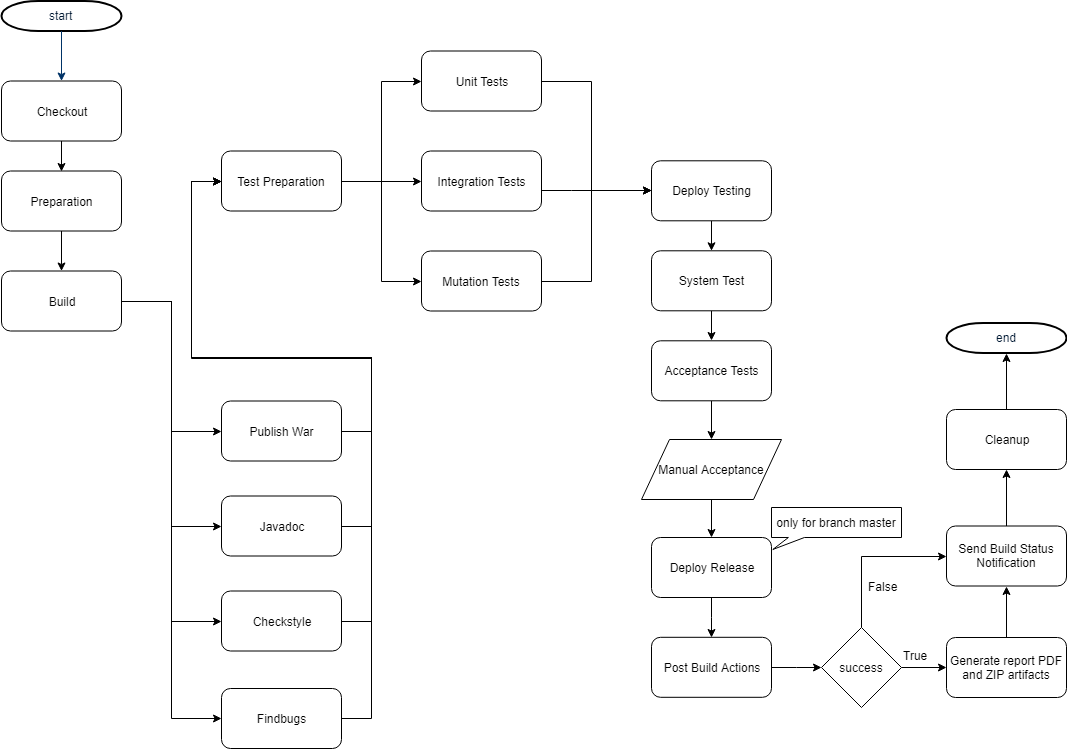 start
Checkout
Preparation
Build
Publish War
Javadoc
Checkstyle
Findbugs
Test Preparation
Unit Tests
Integration Tests
Mutation Tests
Deploy Testing
System Test
Acceptance Tests
Manual Acceptance
only for branch master
Deploy Release
Post Build Actions
success
False
True
Generate report PDF
and ZIP artifacts
Send Build Status
Notification
Cleanup
end